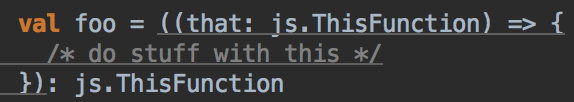 val foo = ((that: js.ThisFunction) => {
/* do stuff with this */
}): js.ThisFunction